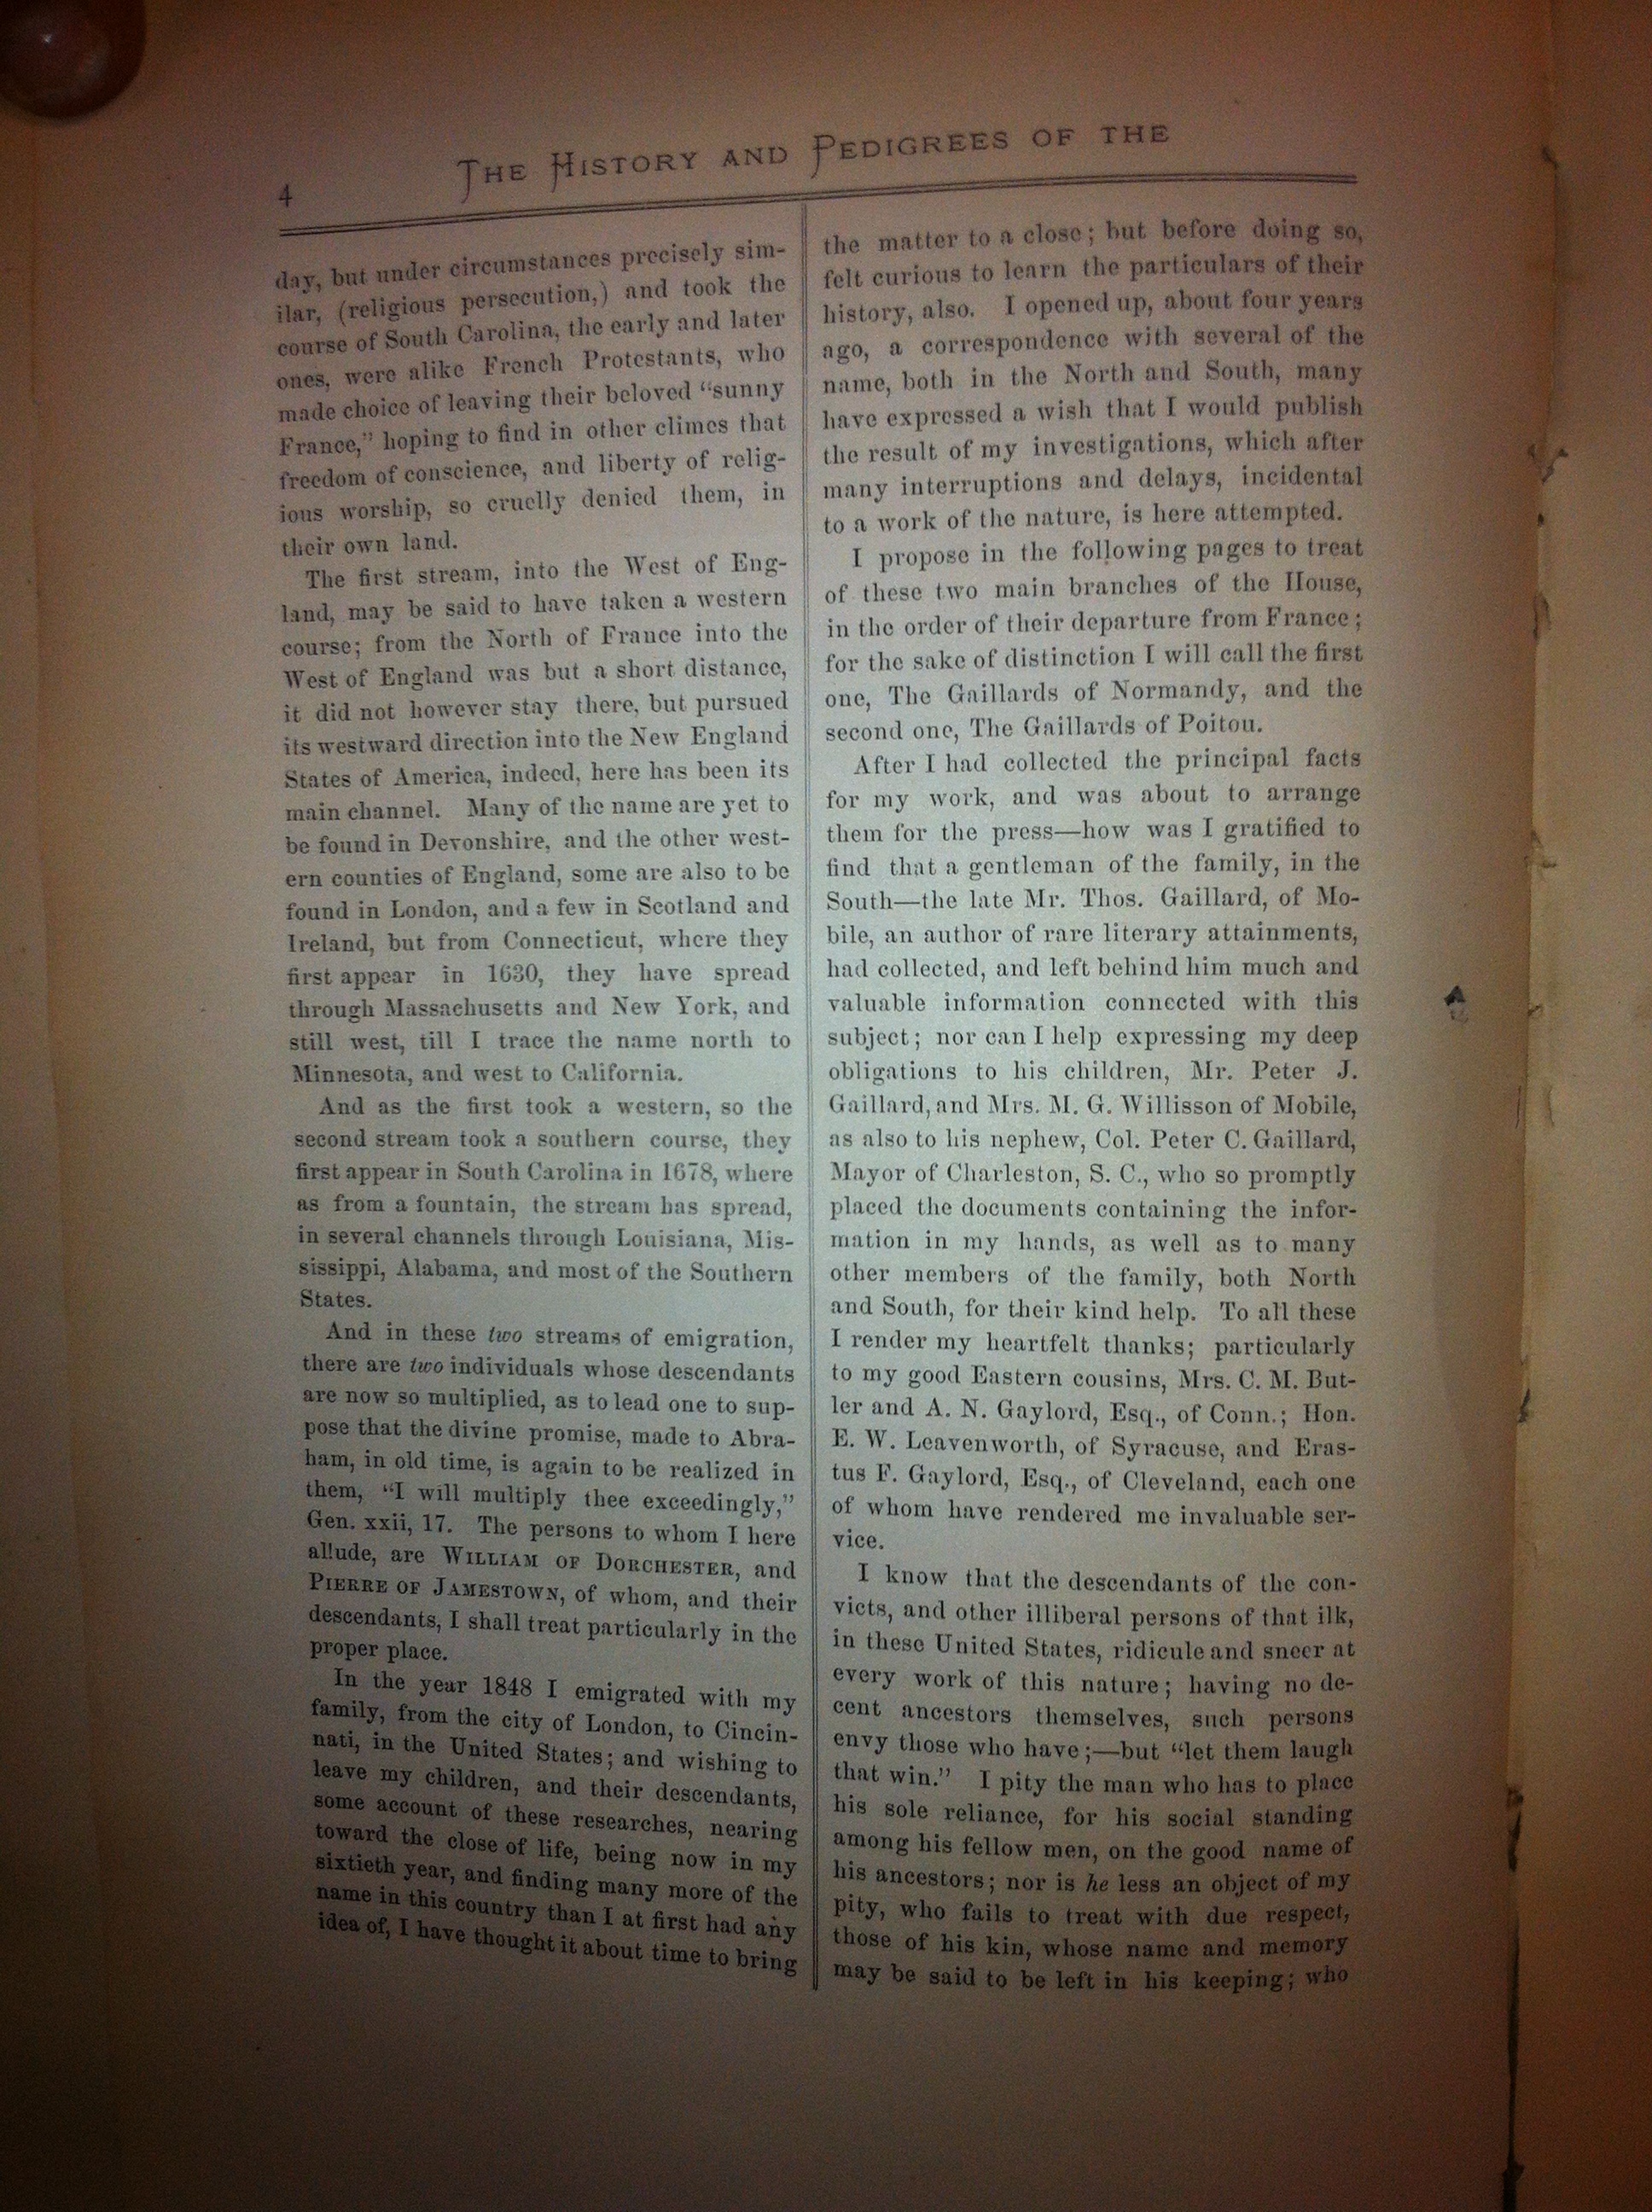 4
THE HISTORY AND PEDIGREES OF THE
day, but under circumstances precisely sim-
ilar, (religious persecution,) and took the
course of South Carolina, the early and later
ones, were alike French Protestants, who
made choice of leaving their beloved “sunny
France,” hoping to find in other climes that
freedom of conscience, and liberty of relig-
ious worship, so cruelly denied them, in
their own land.
The first stream, into the West of Eng-
land, may be said to have taken a western
course; from the North of France into the
West of England was but a short distance,
it did not however stay there, but pursued
its westward direction into the New England
States of America, indeed, here has been its
main channel. Many of the name are yet to
be found in Devonshire, and the other west-
ern counties of England, some are also to be
found in London, and a few in Scotland and
Ireland, but from Connecticut, where they
first appear in 1630, they have spread
through Massachusetts and New York, and
still west, till I trace the name north to
Minnesota, and west to California.
And as the first took a western, so the
second stream took a southern course, they
first appear in South Carolina in 1678, where
as from a fountain, the stream has spread,
in several channels through Louisiana, Mis-
sissippi, Alabama, and most of the Southern
States.
And in these two streams of emigration,
there are two individuals whose descendants
are now so multiplied, as to lead one to sup-
pose that the divine promise, made to Abra-
ham, in old time, is again to be realized in
them, “I will multiply thee exceedingly,”
Gen. xxii, 17. The persons to whom I here
allude, are WILLIAM OF DORCHESTER, and
PIERRE OF JAMESTOWN, of whom, and their
descendants, I shall treat particularly in the
proper place.
In the year 1848 I emigrated with my
family, from the city of London, to Cincin-
nati, in the United States; and wishing to
leave my children, and their descendants,
some account of these researches, nearing
toward the close of life, being now in my
sixtieth year, and finding many more of the
name in this country than I at first had any
idea of, I have thought it about time to bring
the matter to a close; but before doing so,
felt curious to learn the particulars of their
history, also. I opened up, about four years
ago, a correspondence with several of the
name, both in the North and South, many
have expressed a wish that I would publish
the result of my investigations, which after
many interruptions and delays, incidental
to a work of the nature, is here attempted.
I propose in the following pages to treat
of these two main branches of the House,
in the order of their departure from France;
for the sake of distinction I will call the first
one, The Gaillards of Normandy, and the
second one, The Gaillards of Poitou.
After I had collected the principal facts
for my work, and was about to arrange
them for the press—how was I gratified to
find that a gentleman of the family, in the
South—the late Mr. Thos. Gaillard, of Mo-
bile, an author of rare literary attainments,
had collected, and left behind him much and
valuable information connected with this
subject; nor can I help expressing my deep
obligations to his children, Mr. Peter J.
Gaillard, and Mrs. M. G. Willisson of Mobile,
as also to his nephew, Col. Peter C. Gaillard,
Mayor of Charleston, S. C., who so promptly
placed the documents containing the infor-
mation in my hands, as well as to many
other members of the family, both North
and South, for their kind help. To all these
I render my heartfelt thanks; particularly
to my good Eastern cousins, Mrs. C. M. But-
ler and A. N. Gaylord, Esq., of Conn.; Hon.
E. W. Leavenworth, of Syracuse, and Eras-
tus F. Gaylord, Esq., of Cleveland, each one
of whom have rendered me invaluable ser-
vice.
I know that the descendants of the con-
victs, and other illiberal persons of that ilk,
in these United States, ridicule and sneer at
every work of this nature; having no de-
cent ancestors themselves, such persons
envy those who have;—but “let them laugh
that win.” I pity the man who has to place
his sole reliance, for his social standing
among his fellow men, on the good name of
his ancestors; nor is he less an object of my
pity, who fails to treat with due respect,
those of his kin, whose name and memory
may be said to be left in his keeping; who